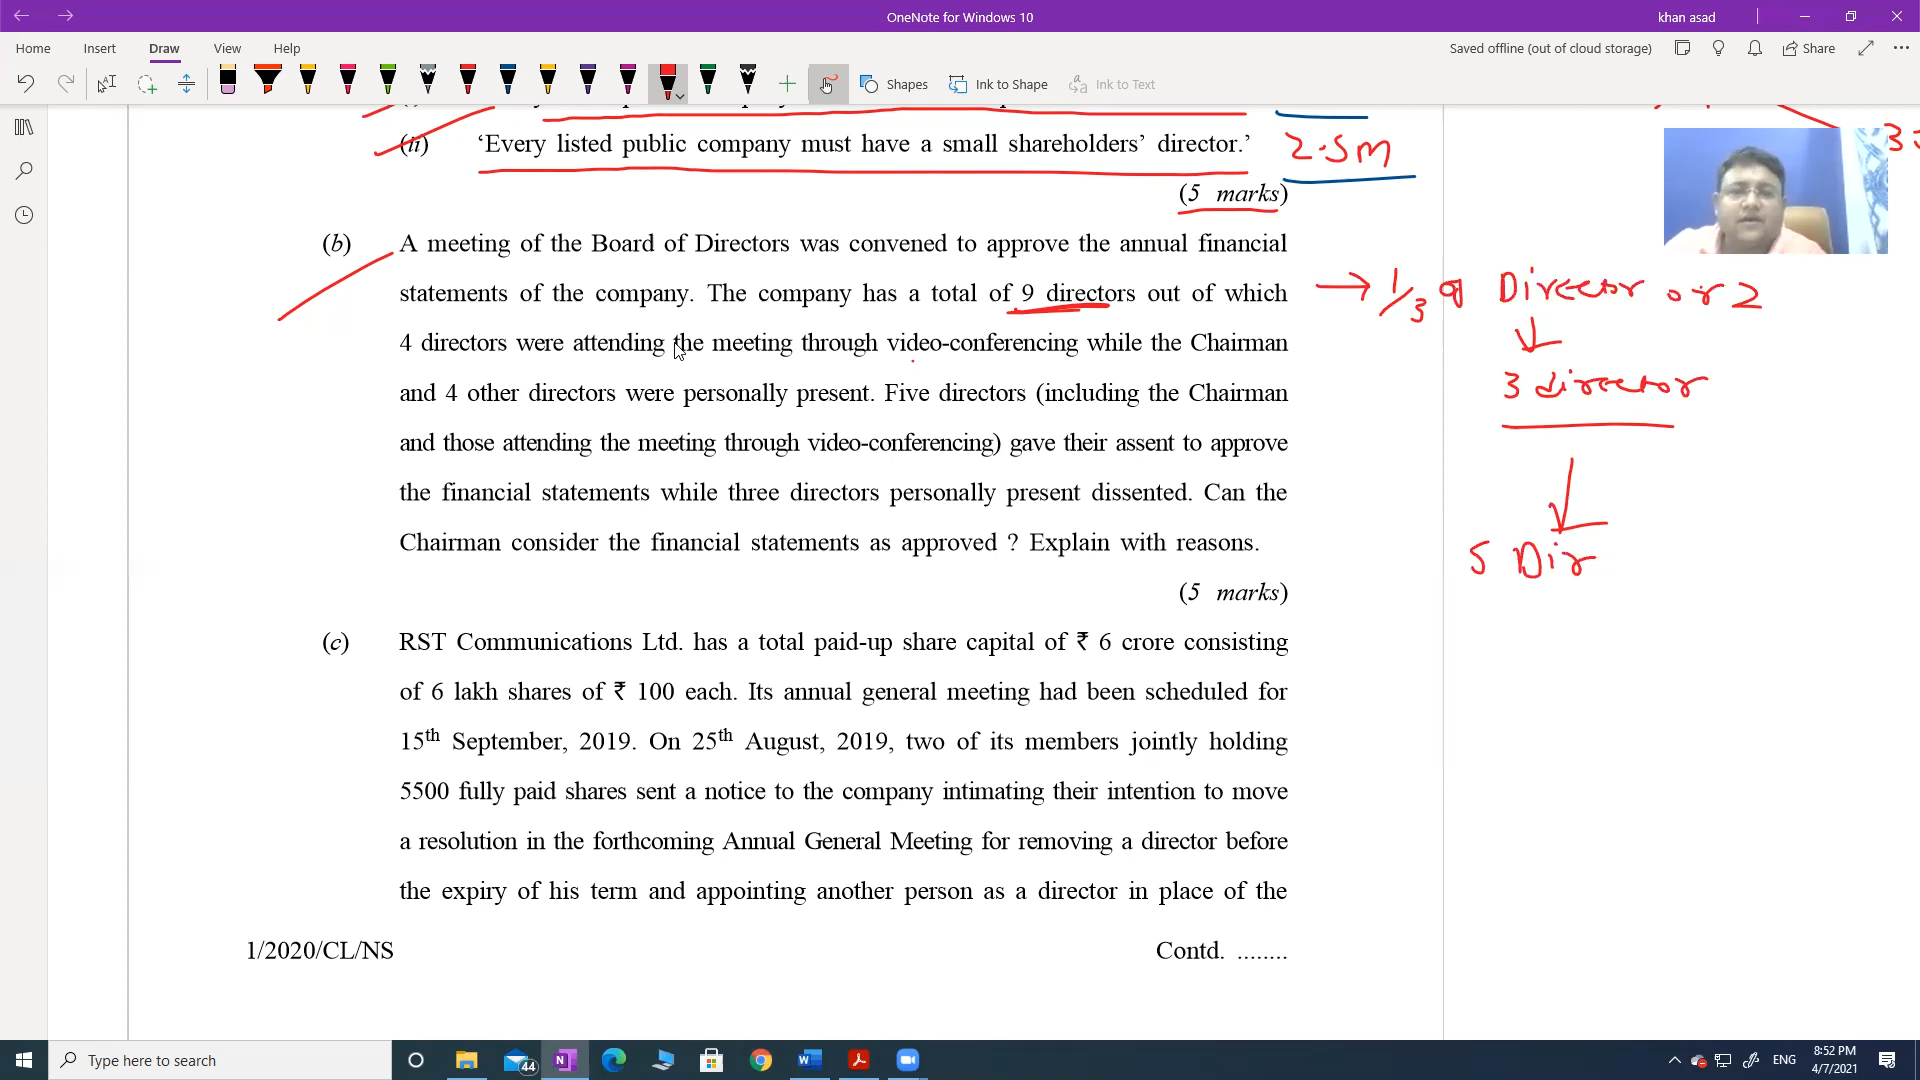 OneNote for Windows 10
khan asad
Home Insert Draw View Help
Saved offline (out of cloud storage)
Share
Shapes
Ink to Shape
Ink to Text
(ii) ‘Every listed public company must have a small shareholders’ director.’
2.5m
(5 marks)
(b) A meeting of the Board of Directors was convened to approve the annual financial
statements of the company. The company has a total of 9 directors out of which
4 directors were attending the meeting through video-conferencing while the Chairman
and 4 other directors were personally present. Five directors (including the Chairman
and those attending the meeting through video-conferencing) gave their assent to approve
the financial statements while three directors personally present dissented. Can the
Chairman consider the financial statements as approved ? Explain with reasons.
(5 marks)
→ 1/3 of Director or 2
3 director
5 Dir
(c) RST Communications Ltd. has a total paid-up share capital of ₹ 6 crore consisting
of 6 lakh shares of ₹ 100 each. Its annual general meeting had been scheduled for
15th September, 2019. On 25th August, 2019, two of its members jointly holding
5500 fully paid shares sent a notice to the company intimating their intention to move
a resolution in the forthcoming Annual General Meeting for removing a director before
the expiry of his term and appointing another person as a director in place of the
1/2020/CL/NS
Contd. ........
Type here to search
44
ENG
8:52 PM
4/7/2021